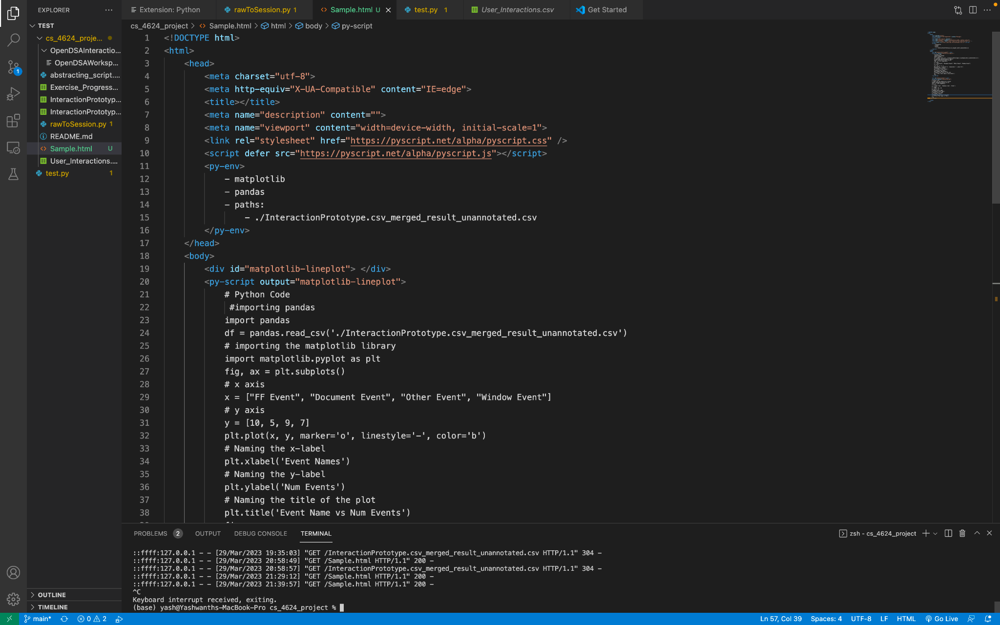 EXPLORER
TEST
cs_4624_proje...
OpenDSAInteractio...
OpenDSAWorksp...
abstracting_script....
Exercise_Progress...
InteractionPrototyp...
InteractionPrototyp...
rawToSession.py 1
README.md
Sample.html U
User_Interactions....
test.py 1
OUTLINE
TIMELINE
1
Extension: Python
rawToSession.py 1
Sample.html U
test.py 1
User_Interactions.csv
Get Started
cs_4624_project > Sample.html > html > body > py-script
1 <!DOCTYPE html>
2 <html>
3 <head>
4 <meta charset="utf-8">
5 <meta http-equiv="X-UA-Compatible" content="IE=edge">
6 <title></title>
7 <meta name="description" content="">
8 <meta name="viewport" content="width=device-width, initial-scale=1">
9 <link rel="stylesheet" href="https://pyscript.net/alpha/pyscript.css" />
10 <script defer src="https://pyscript.net/alpha/pyscript.js"></script>
11 <py-env>
12 - matplotlib
13 - pandas
14 - paths:
15 - ./InteractionPrototype.csv_merged_result_unannotated.csv
16 </py-env>
17 </head>
18 <body>
19 <div id="matplotlib-lineplot"> </div>
20 <py-script output="matplotlib-lineplot">
21 # Python Code
22 #importing pandas
23 import pandas
24 df = pandas.read_csv('./InteractionPrototype.csv_merged_result_unannotated.csv')
25 # importing the matplotlib library
26 import matplotlib.pyplot as plt
27 fig, ax = plt.subplots()
28 # x axis
29 x = ["FF Event", "Document Event", "Other Event", "Window Event"]
30 # y axis
31 y = [10, 5, 9, 7]
32 plt.plot(x, y, marker='o', linestyle='-', color='b')
33 # Naming the x-label
34 plt.xlabel('Event Names')
35 # Naming the y-label
36 plt.ylabel('Num Events')
37 # Naming the title of the plot
38 plt.title('Event Name vs Num Events')
PROBLEMS 2 OUTPUT DEBUG CONSOLE TERMINAL
zsh - cs_4624_project
::ffff:127.0.0.1 - - [29/Mar/2023 19:35:03] "GET /InteractionPrototype.csv_merged_result_unannotated.csv HTTP/1.1" 304 -
::ffff:127.0.0.1 - - [29/Mar/2023 20:58:49] "GET /Sample.html HTTP/1.1" 200 -
::ffff:127.0.0.1 - - [29/Mar/2023 20:58:57] "GET /InteractionPrototype.csv_merged_result_unannotated.csv HTTP/1.1" 304 -
::ffff:127.0.0.1 - - [29/Mar/2023 21:29:12] "GET /Sample.html HTTP/1.1" 200 -
::ffff:127.0.0.1 - - [29/Mar/2023 21:39:57] "GET /Sample.html HTTP/1.1" 200 -
^C
Keyboard interrupt received, exiting.
(base) yash@Yashwanths-MacBook-Pro cs_4624_project %
main* 0 2 Ln 57, Col 39 Spaces: 4 UTF-8 LF HTML Go Live